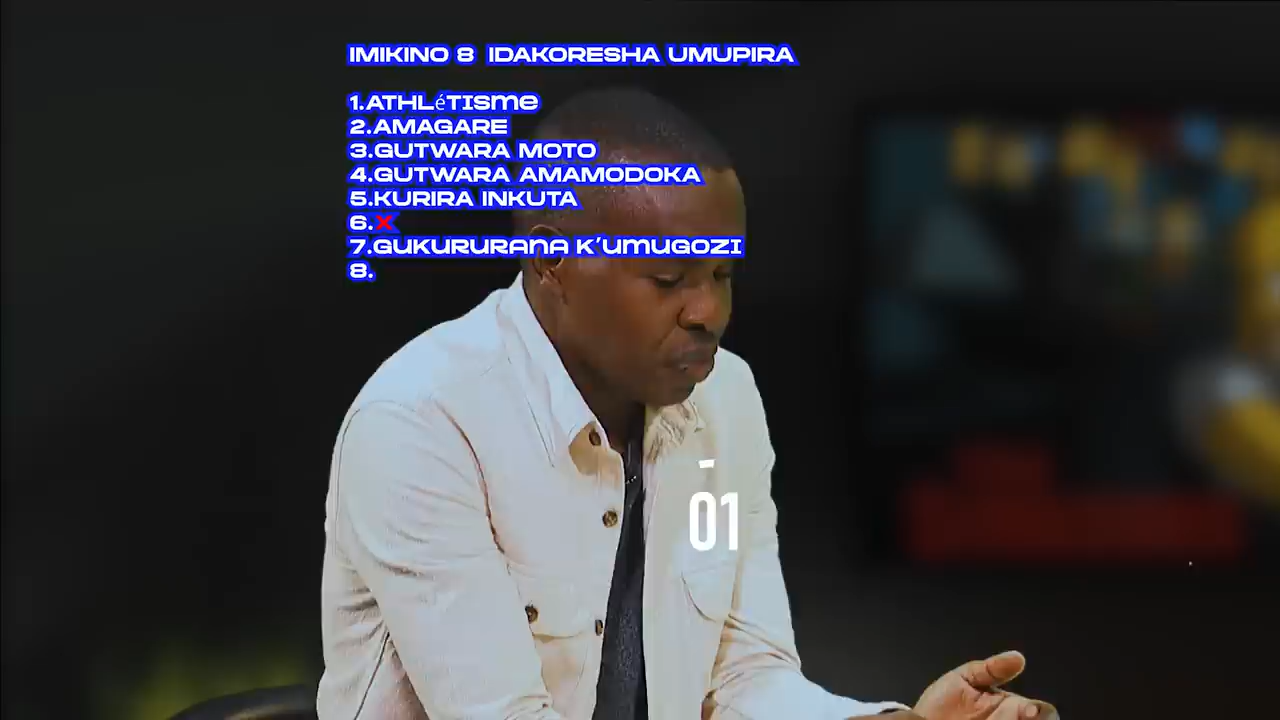 IMIKINO 8 IDAKORESHA UMUPIRA
1.ATHLéTISme
2.AMAGARE
3.GUTWARA MOTO
4.GUTWARA AMAMODOKA
5.KURIRA INKUTA
6.❌
7.GUKURURANA K'UMUGOZI
8.
01